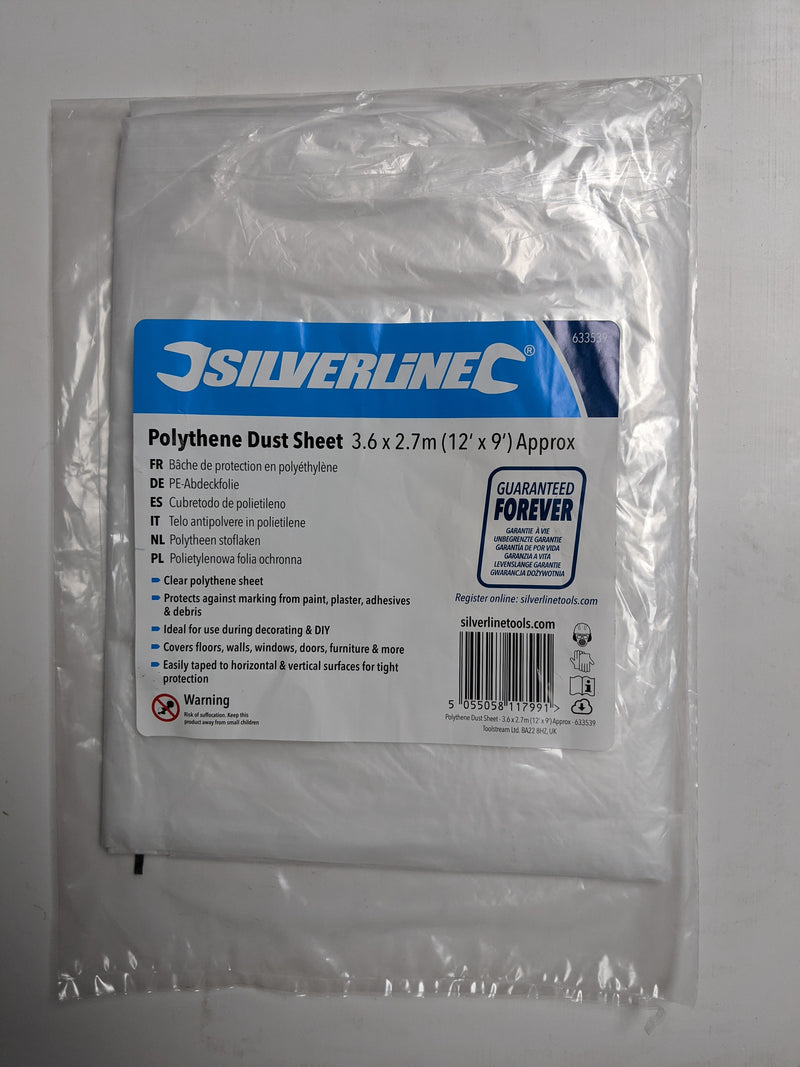 SILVERLINE®
633539
Polythene Dust Sheet 3.6 x 2.7m (12' x 9') Approx
FR Bâche de protection en polyéthylène
DE PE-Abdeckfolie
ES Cubretodo de polietileno
IT Telo antipolvere in polietilene
NL Polytheen stoflaken
PL Polietylenowa folia ochronna
Clear polythene sheet
Protects against marking from paint, plaster, adhesives
& debris
Ideal for use during decorating & DIY
Covers floors, walls, windows, doors, furniture & more
Easily taped to horizontal & vertical surfaces for tight
protection
Warning
Risk of suffocation. Keep this
product away from small children
GUARANTEED
FOREVER
GARANTIE À VIE
UNBEGRENZTE GARANTIE
GARANTÍA DE POR VIDA
GARANZIA A VITA
LEVENSLANGE GARANTIE
GWARANCJA DOŻYWOTNIA
Register online: silverlinetools.com
silverlinetools.com
5 055058 117991 >
Polythene Dust Sheet - 3.6 x 2.7m (12' x 9') Approx - 633539
Toolstream Ltd. BA22 8HZ, UK